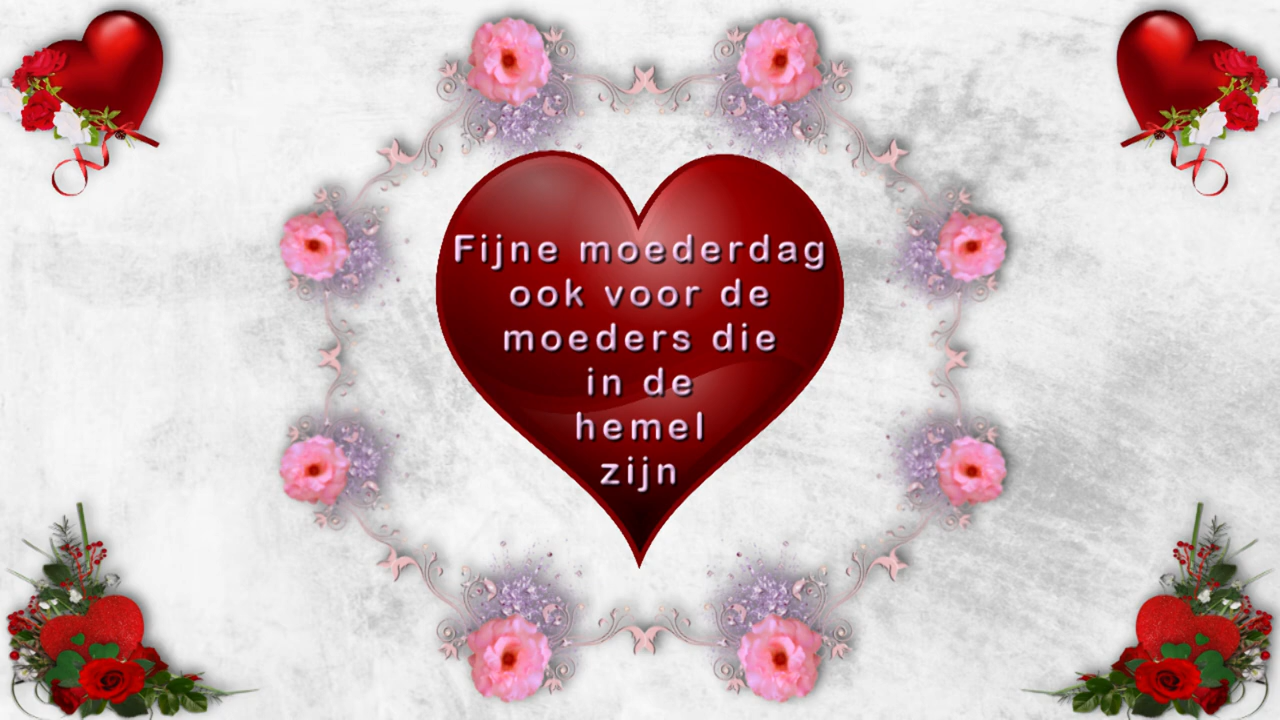 Fijne moederdag
ook voor de
moeders die
in de
hemel
zijn